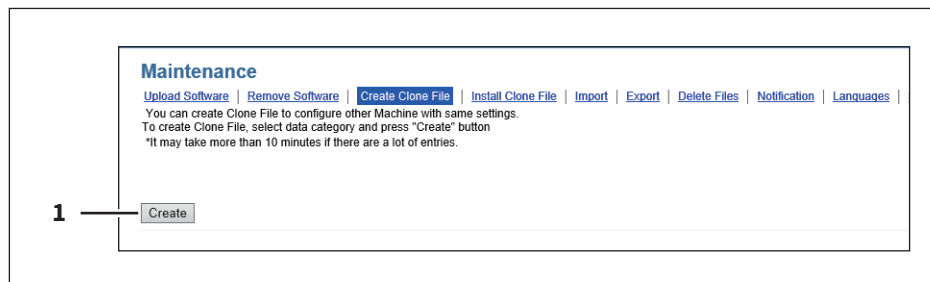 Maintenance
Upload Software | Remove Software | Create Clone File | Install Clone File | Import | Export | Delete Files | Notification | Languages |
You can create Clone File to configure other Machine with same settings.
To create Clone File, select data category and press "Create" button
*It may take more than 10 minutes if there are a lot of entries.
1
Create